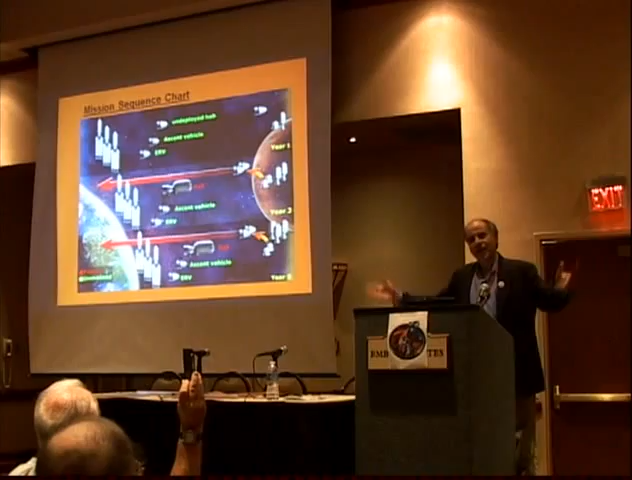 Mission Sequence Chart
undeployed hab
Ascent vehicle
ERV
Year 1
Ascent vehicle
ERV
Year 3
Ascent vehicle
ERV
Year 5
EXIT